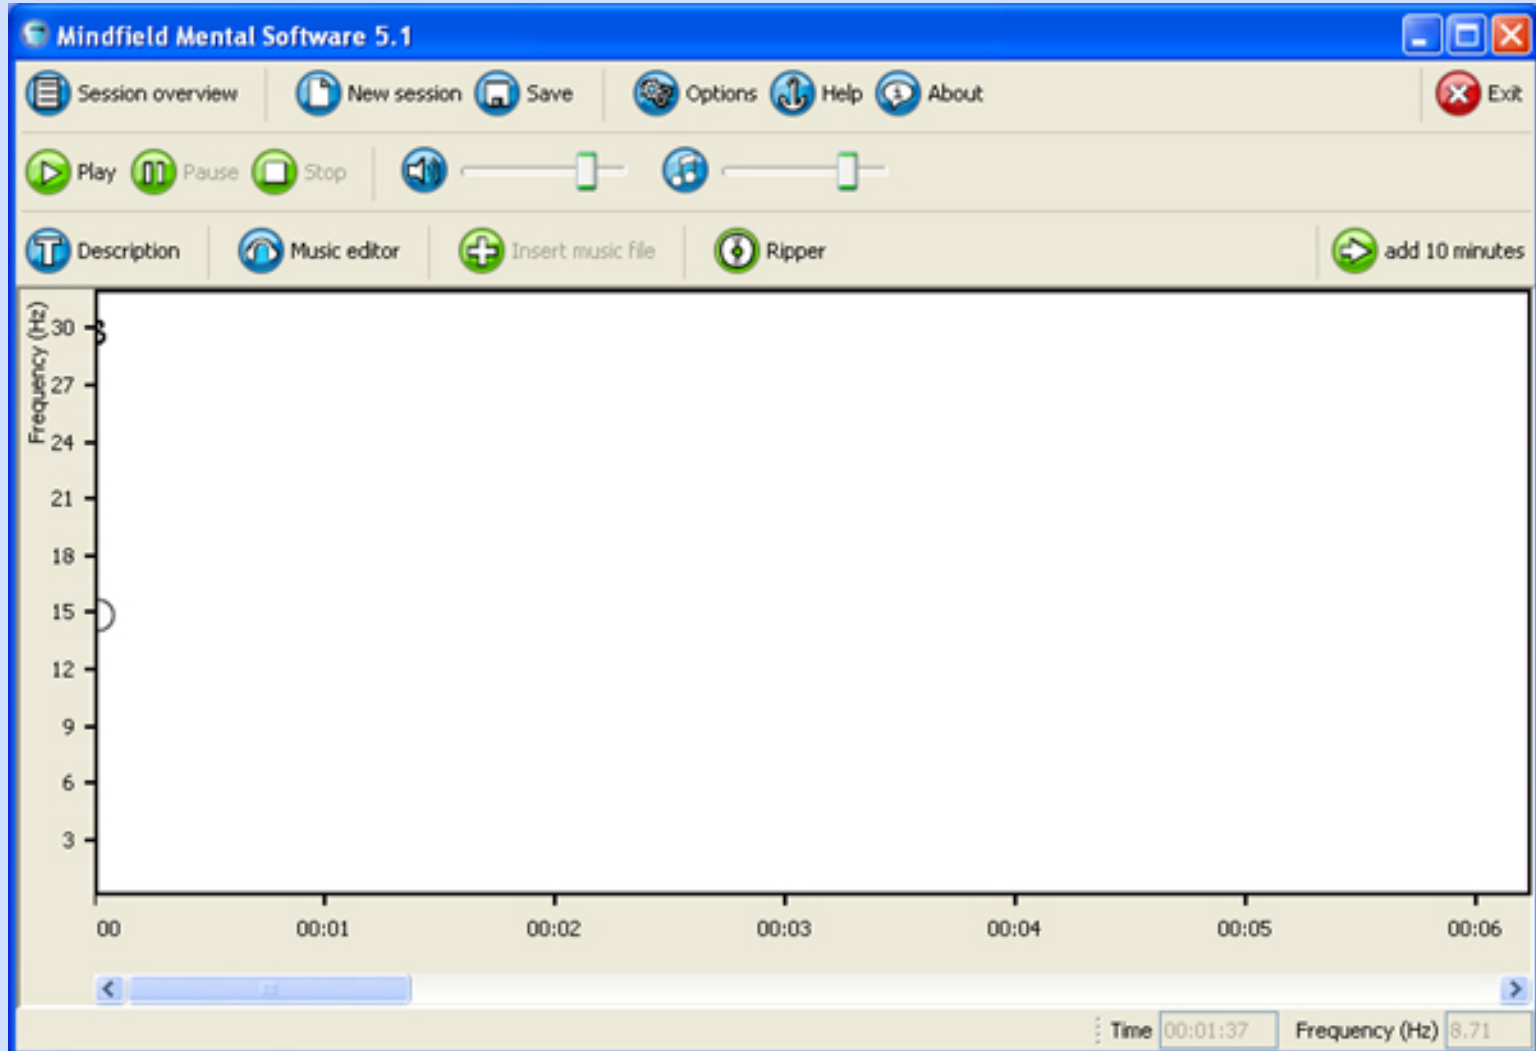 Mindfield Mental Software 5.1
Session overview New session Save Options Help About Exit
Play Pause Stop
Description Music editor Insert music file Ripper add 10 minutes
Frequency (Hz)
30
27
24
21
18
15
12
9
6
3
00 00:01 00:02 00:03 00:04 00:05 00:06
Time 00:01:37 Frequency (Hz) 8.71